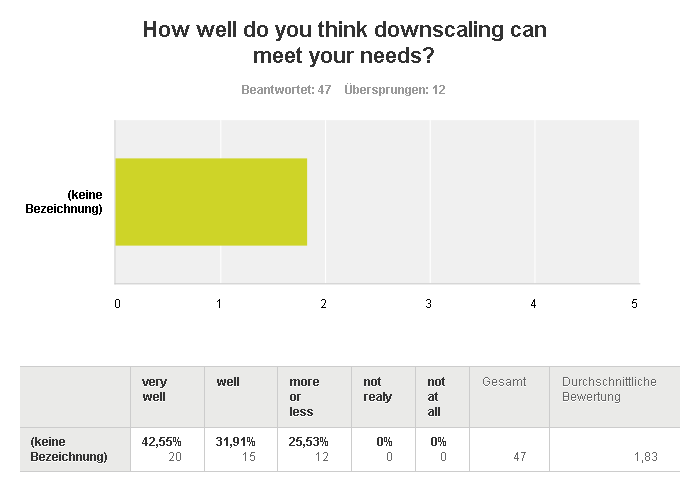 How well do you think downscaling can
meet your needs?
Beantwortet: 47 Übersprungen: 12
(keine
Bezeichnung)
0 1 2 3 4 5
very
well
well
more
or
less
not
realy
not
at
all
Gesamt
Durchschnittliche
Bewertung
(keine
Bezeichnung)
42,55%
20
31,91%
15
25,53%
12
0%
0
0%
0
47
1,83